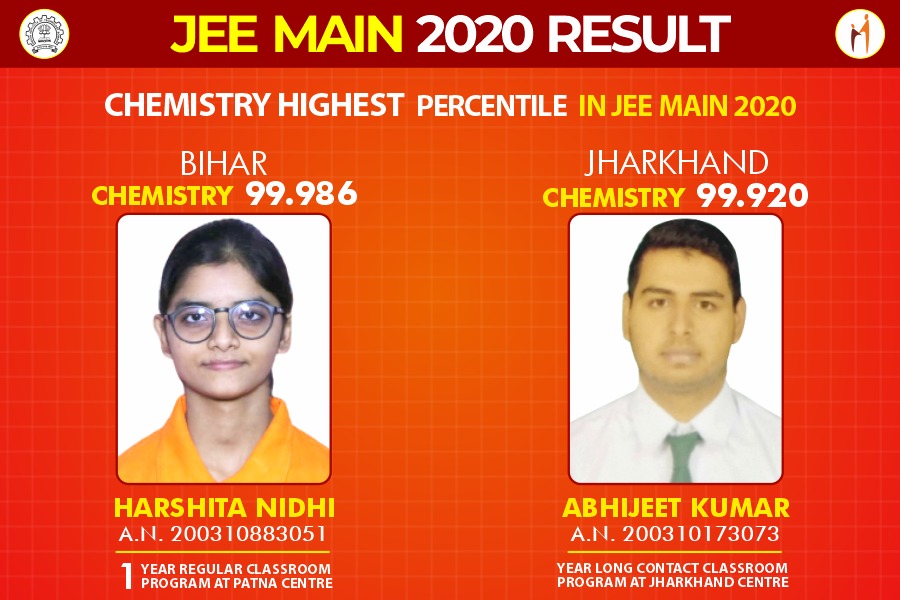 JEE MAIN 2020 RESULT
CHEMISTRY HIGHEST PERCENTILE IN JEE MAIN 2020
BIHAR
CHEMISTRY 99.986
HARSHITA NIDHI
A.N. 200310883051
1 YEAR REGULAR CLASSROOM
PROGRAM AT PATNA CENTRE
JHARKHAND
CHEMISTRY 99.920
ABHIJEET KUMAR
A.N. 200310173073
YEAR LONG CONTACT CLASSROOM
PROGRAM AT JHARKHAND CENTRE